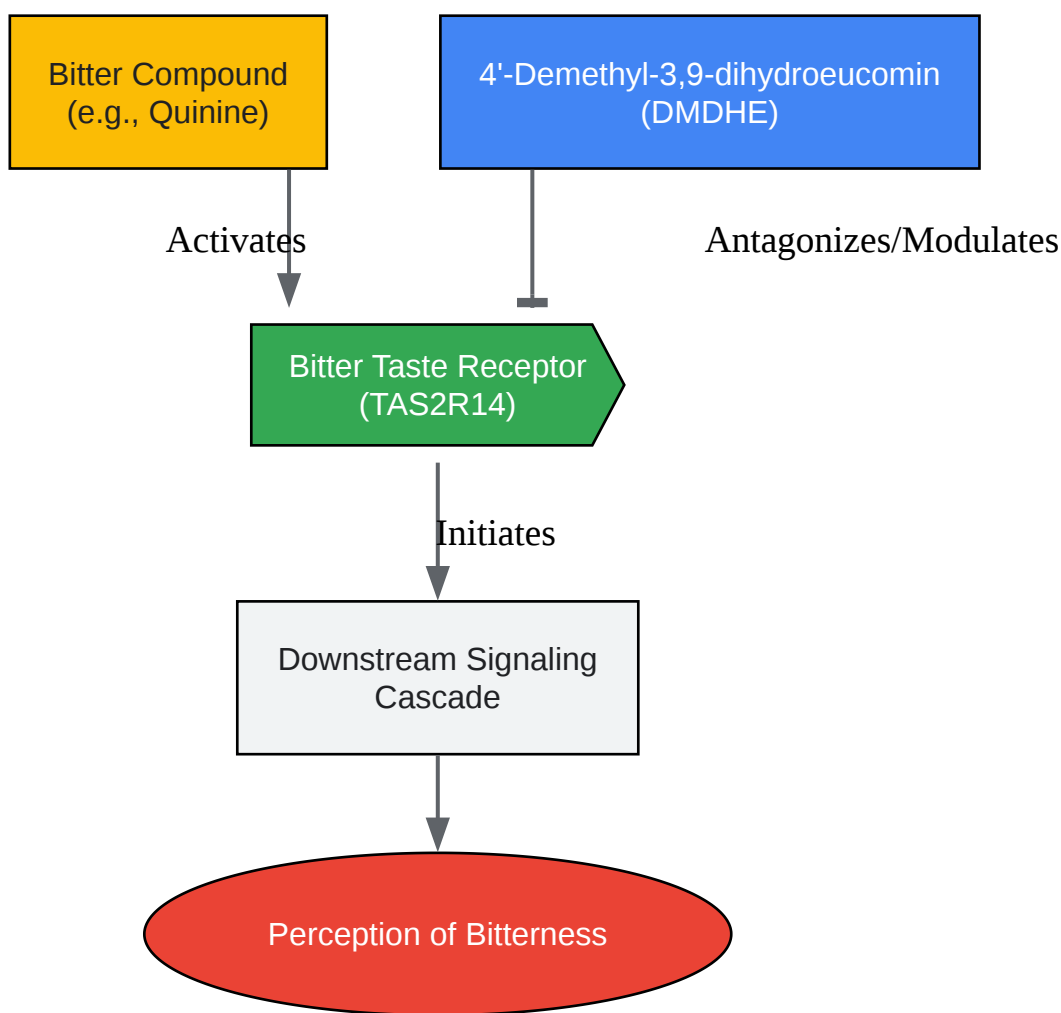 Bitter Compound
(e.g., Quinine)
4'-Demethyl-3,9-dihydroeucomin
(DMDHE)
Activates
Antagonizes/Modulates
Bitter Taste Receptor
(TAS2R14)
Initiates
Downstream Signaling
Cascade
Perception of Bitterness